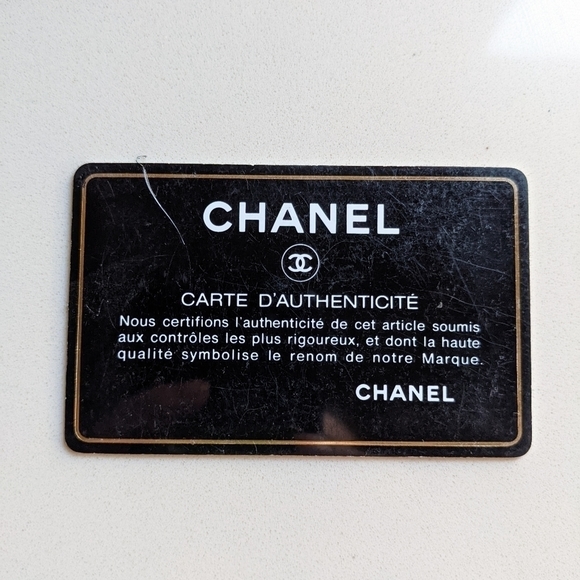 CHANEL
CARTE D'AUTHENTICITÉ
Nous certifions l'authenticité de cet article soumis
aux contrôles les plus rigoureux, et dont la haute
qualité symbolise le renom de notre Marque.
CHANEL